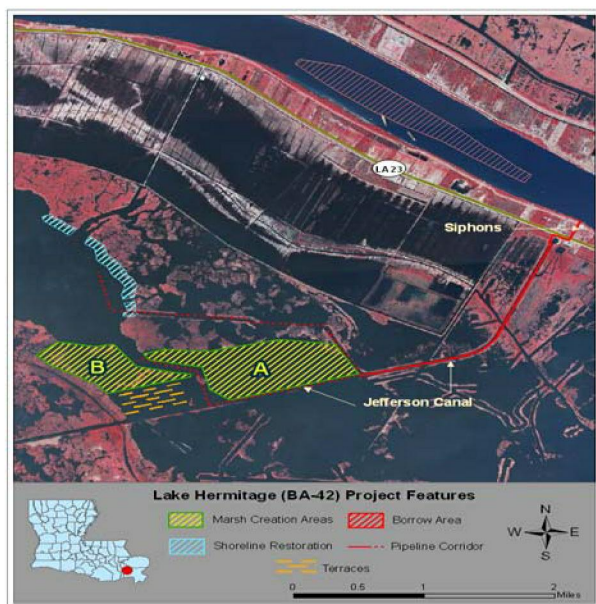 LA 23
Siphons
B
A
Jefferson Canal
Lake Hermitage (BA-42) Project Features
Marsh Creation Areas
Borrow Area
Shoreline Restoration
Pipeline Corridor
Terraces
N
W E
S
0 0.5 1 2
Miles